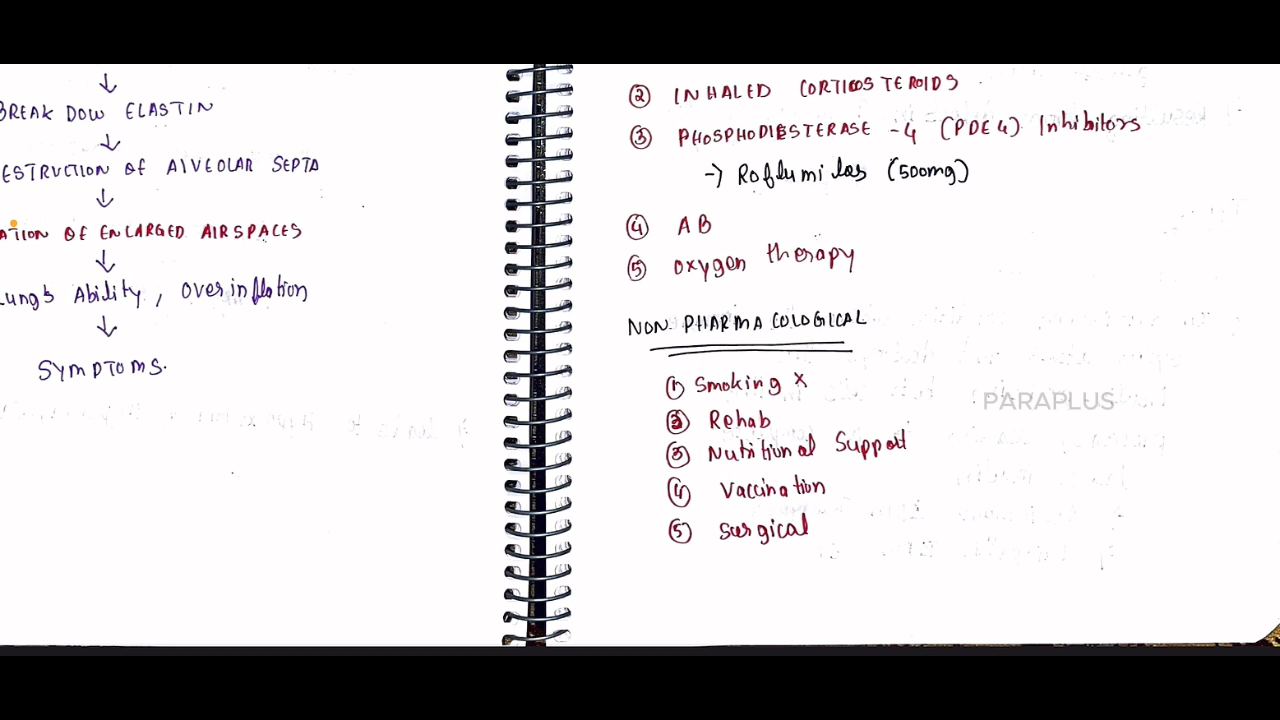 BREAK DOW ELASTIN
ESTRUCTION Of ALVEOLAR SEPTA
ATION OF ENLARGED AIRSPACES
Lungs Ability, Overinflation
SYMPTOMS.
② INHALED CORTICOSTEROIDS
③ PHOSPHODIESTERASE -4 (PDE4) Inhibitors
→ Roflumilas (500mg)
④ AB
⑤ Oxygen therapy
NON PHARMACOLOGICAL
① Smoking x
② Rehab
③ Nutritional Support
④ Vaccination
⑤ Surgical
PARAPLUS